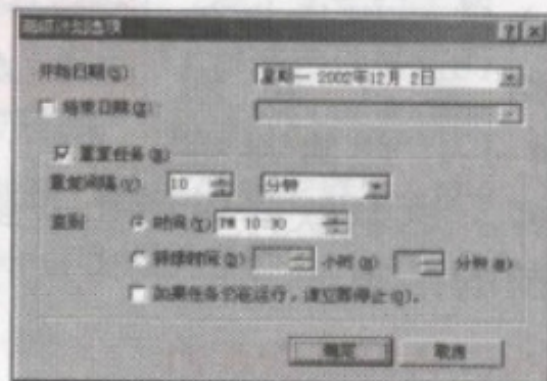 高级计划选项
开始日期(S)
星期一 2002年12月 2日
结束日期(E)
重复任务(R)
重复间隔(V) 10 分钟
直到 时间(T) PM 10 30
持续时间(D) 小时(H) 分钟(M)
如果任务仍在运行，请立即停止(Q)。
确定 取消